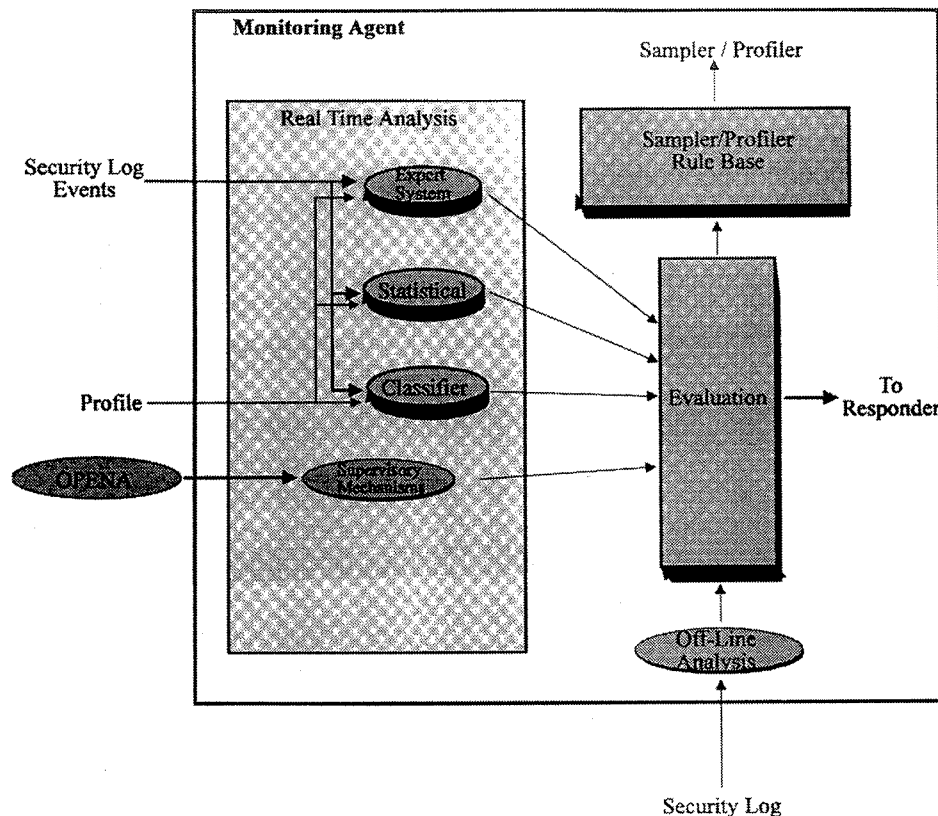 Monitoring Agent
Sampler / Profiler
Real Time Analysis
Sampler/Profiler
Rule Base
Security Log
Events
Expert
System
Statistical
Classifier
Evaluation
To
Responder
Profile
OPENA
Supervisory
Mechanisms
Off-Line
Analysis
Security Log